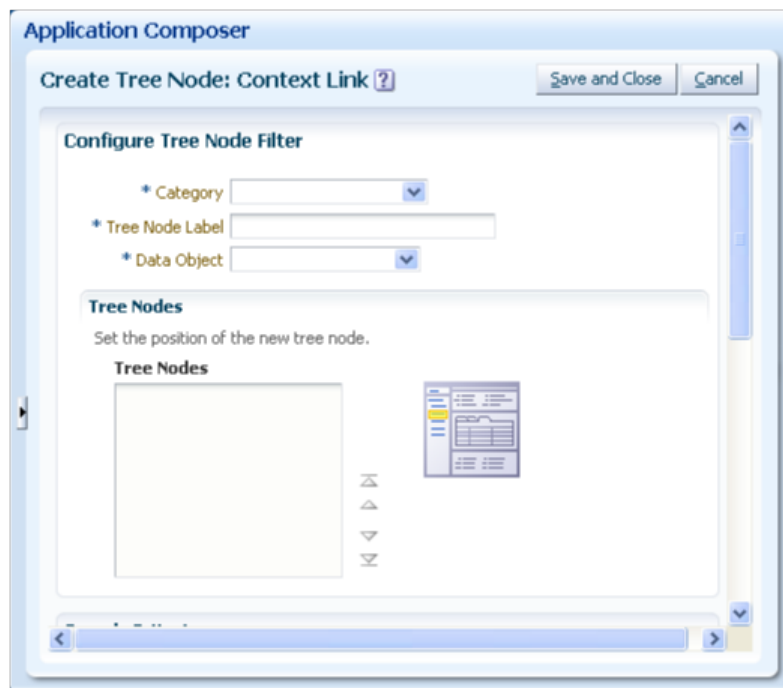 Application Composer
Create Tree Node: Context Link ?
Save and Close
Cancel
Configure Tree Node Filter
* Category
* Tree Node Label
* Data Object
Tree Nodes
Set the position of the new tree node.
Tree Nodes